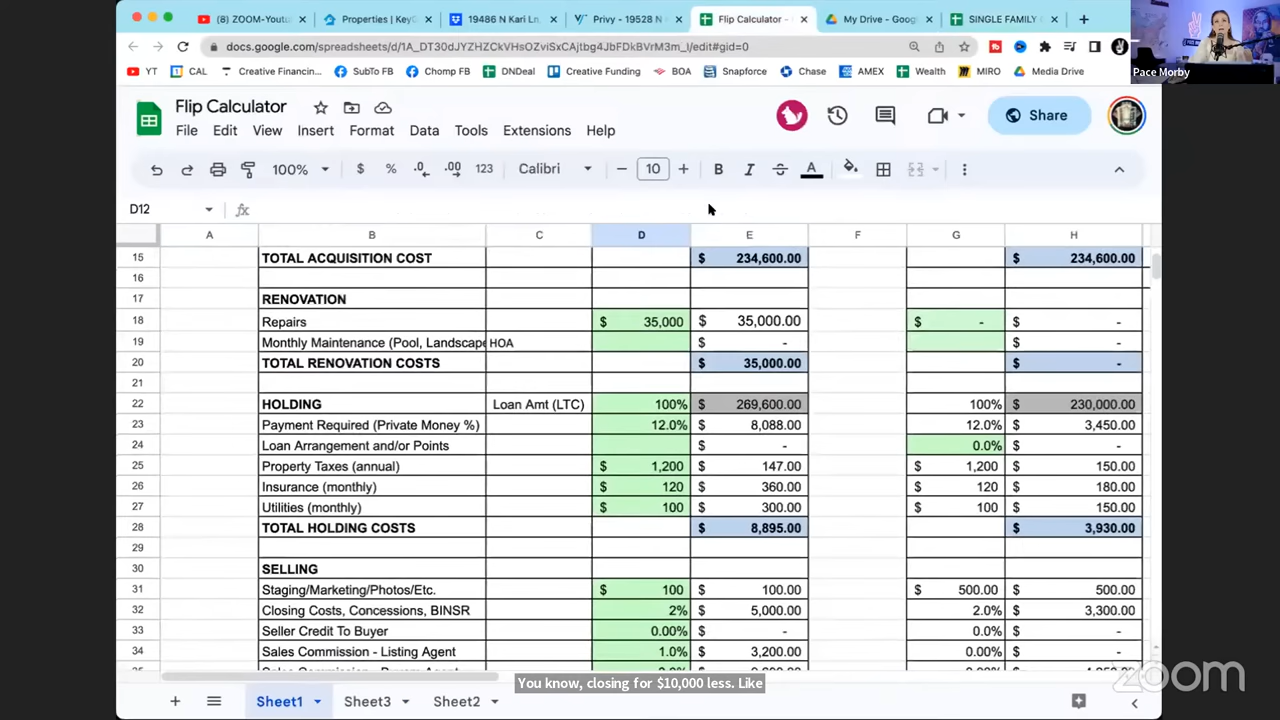 ZOOM-Youtu
Properties | KeyG
19486 N Kari Ln,
Privy - 19528 N
Flip Calculator -
My Drive - Goog
SINGLE FAMILY
docs.google.com/spreadsheets/d/1A_DT30dJYZHZCkVHsOZviSxCAjtbg4JbFDkBVrM3m_I/edit#gid=0
YT
CAL
Creative Financin...
SubTo FB
Chomp FB
DNDeal
Creative Funding
BOA
Snapforce
Chase
AMEX
Wealth
MIRO
Media Drive
Pace Morby
Flip Calculator
File Edit View Insert Format Data Tools Extensions Help
Share
100% $ % .0 .00 123 Calibri − 10 + B I S A
D12 fx
A B C D E F G H
15 TOTAL ACQUISITION COST $ 234,600.00 $ 234,600.00
16
17 RENOVATION
18 Repairs $ 35,000 $ 35,000.00 $ - $ -
19 Monthly Maintenance (Pool, Landscape HOA $ - $ -
20 TOTAL RENOVATION COSTS $ 35,000.00 $ -
21
22 HOLDING Loan Amt (LTC) 100% $ 269,600.00 100% $ 230,000.00
23 Payment Required (Private Money %) 12.0% $ 8,088.00 12.0% $ 3,450.00
24 Loan Arrangement and/or Points $ - 0.0% $ -
25 Property Taxes (annual) $ 1,200 $ 147.00 $ 1,200 $ 150.00
26 Insurance (monthly) $ 120 $ 360.00 $ 120 $ 180.00
27 Utilities (monthly) $ 100 $ 300.00 $ 100 $ 150.00
28 TOTAL HOLDING COSTS $ 8,895.00 $ 3,930.00
29
30 SELLING
31 Staging/Marketing/Photos/Etc. $ 100 $ 100.00 $ 500.00 $ 500.00
32 Closing Costs, Concessions, BINSR 2% $ 5,000.00 2.0% $ 3,300.00
33 Seller Credit To Buyer 0.00% $ - 0.0% $ -
34 Sales Commission - Listing Agent 1.0% $ 3,200.00 0.00% $ -
You know, closing for $10,000 less. Like
zoom
Sheet1 Sheet3 Sheet2